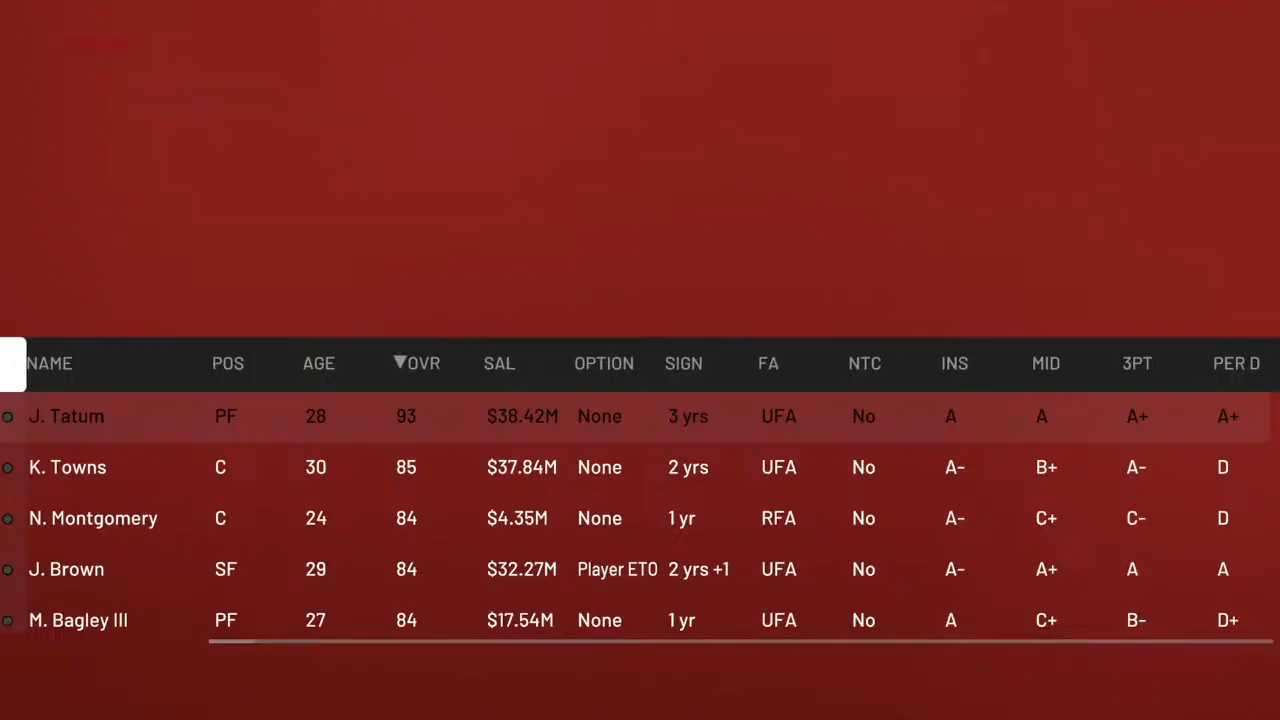 NAME POS AGE ▼OVR SAL OPTION SIGN FA NTC INS MID 3PT PER D
J. Tatum PF 28 93 $38.42M None 3 yrs UFA No A A A+ A+
K. Towns C 30 85 $37.84M None 2 yrs UFA No A- B+ A- D
N. Montgomery C 24 84 $4.35M None 1 yr RFA No A- C+ C- D
J. Brown SF 29 84 $32.27M Player ETO 2 yrs +1 UFA No A- A+ A A
M. Bagley III PF 27 84 $17.54M None 1 yr UFA No A C+ B- D+